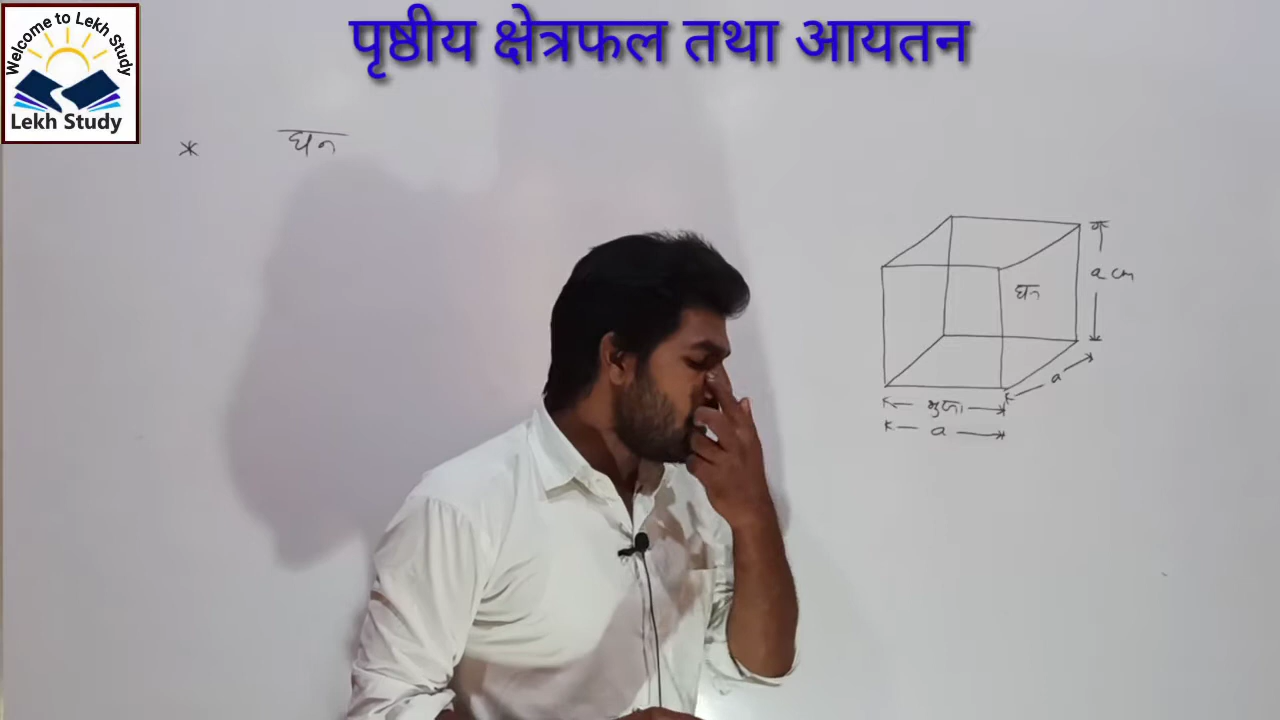 पृष्ठीय क्षेत्रफल तथा आयतन
Welcome to Lekh Study
Lekh Study
* घन
a cm
घन
a
भुजा
a